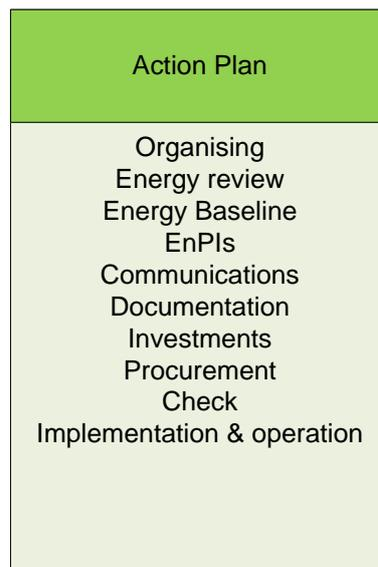 Action Plan
Organising
Energy review
Energy Baseline
EnPIs
Communications
Documentation
Investments
Procurement
Check
Implementation & operation